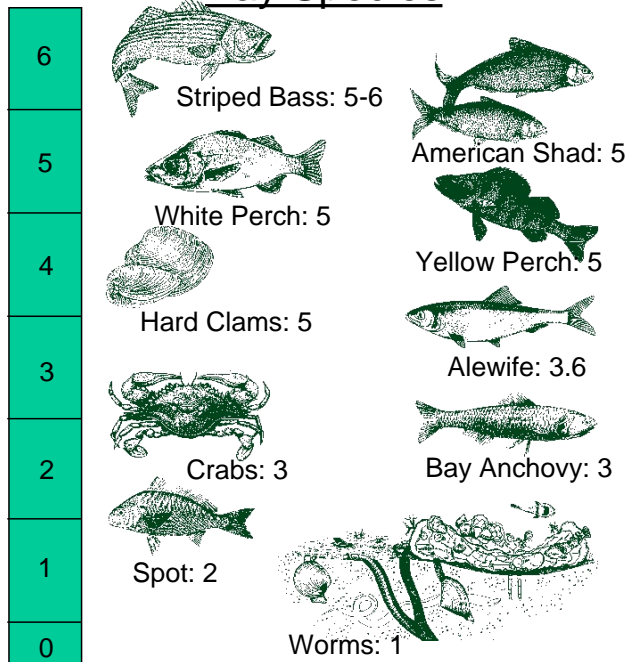 6
Striped Bass: 5-6
American Shad: 5
5
White Perch: 5
Yellow Perch: 5
4
Hard Clams: 5
Alewife: 3.6
3
Crabs: 3
Bay Anchovy: 3
2
Spot: 2
1
Worms: 1
0